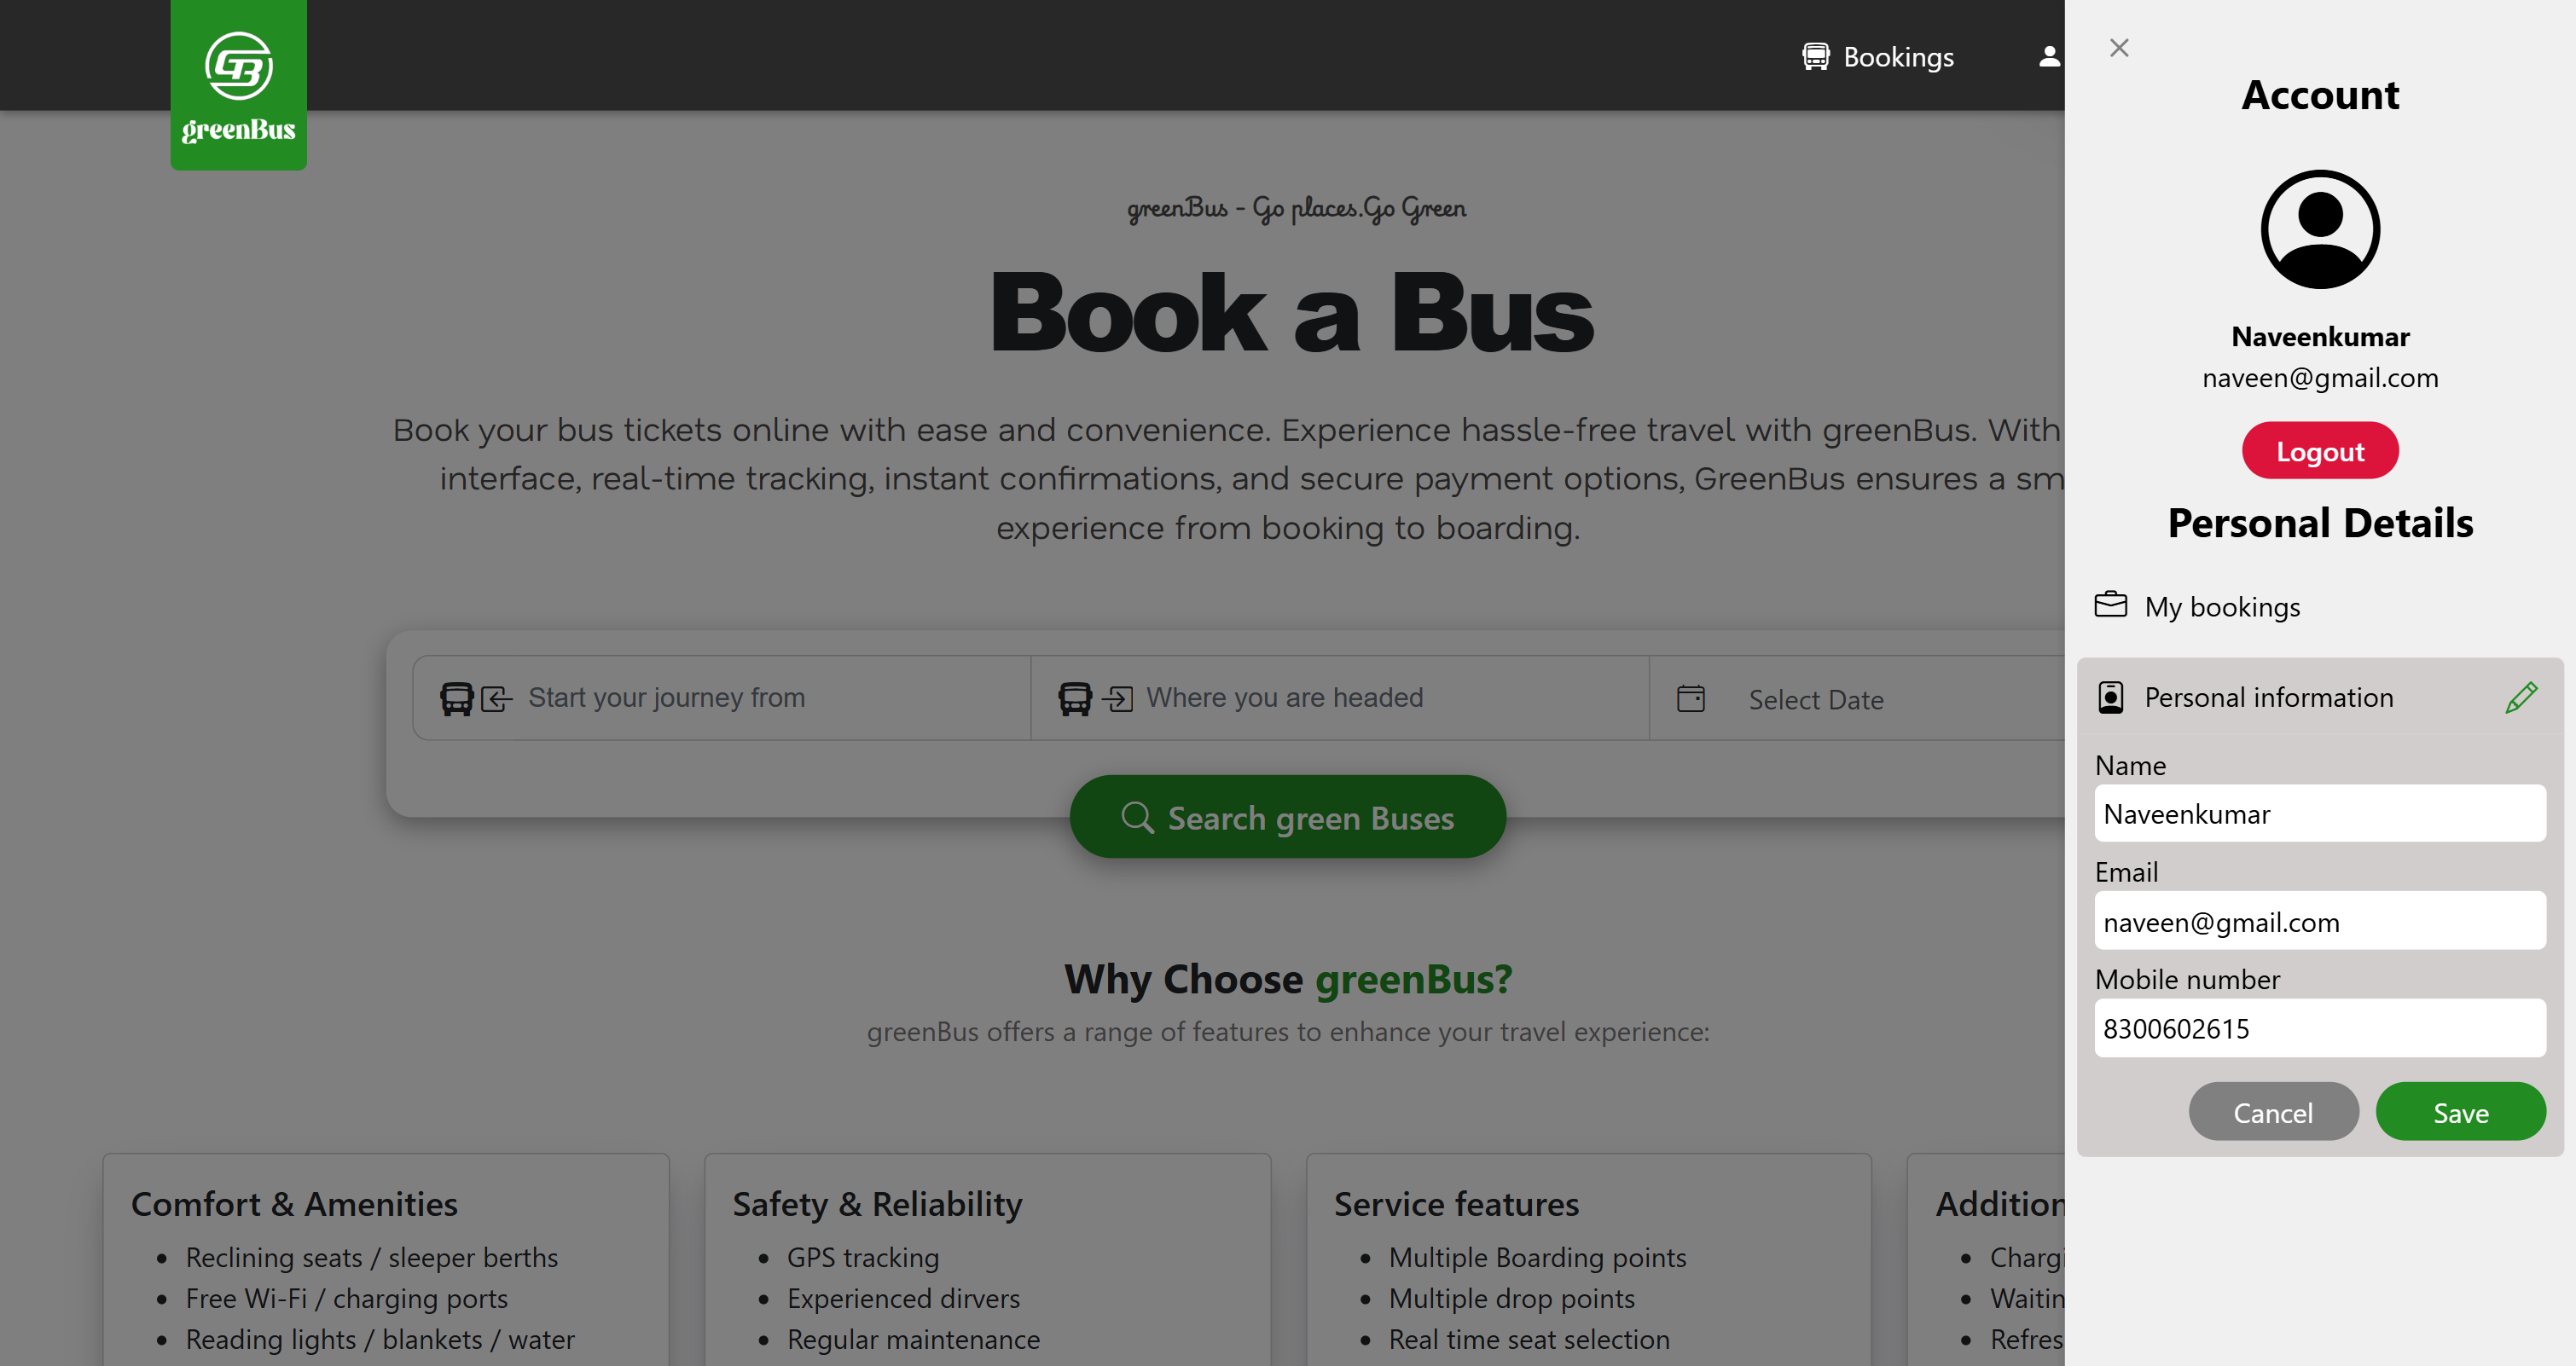 greenBus
Bookings
greenBus - Go places.Go Green
Book a Bus
Book your bus tickets online with ease and convenience. Experience hassle-free travel with greenBus. With
interface, real-time tracking, instant confirmations, and secure payment options, GreenBus ensures a sm
experience from booking to boarding.
Start your journey from
Where you are headed
Select Date
Search green Buses
Why Choose greenBus?
greenBus offers a range of features to enhance your travel experience:
Comfort & Amenities
Reclining seats / sleeper berths
Free Wi-Fi / charging ports
Reading lights / blankets / water
Safety & Reliability
GPS tracking
Experienced dirvers
Regular maintenance
Service features
Multiple Boarding points
Multiple drop points
Real time seat selection
Addition
Chargi
Waitin
Refres
Account
Naveenkumar
naveen@gmail.com
Logout
Personal Details
My bookings
Personal information
Name
Naveenkumar
Email
naveen@gmail.com
Mobile number
8300602615
Cancel
Save